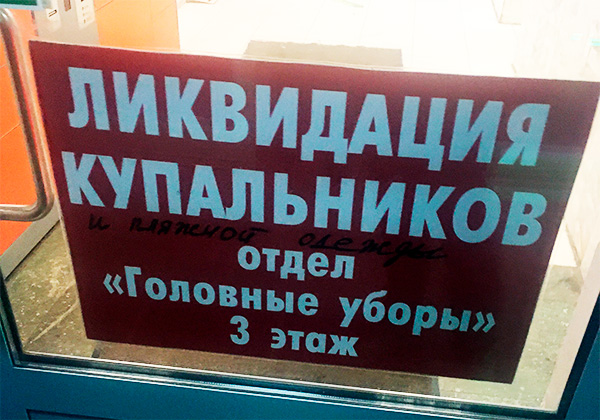 ЛИКВИДАЦИЯ
КУПАЛЬНИКОВ
и пляжной одежды
отдел
«Головные уборы»
3 этаж